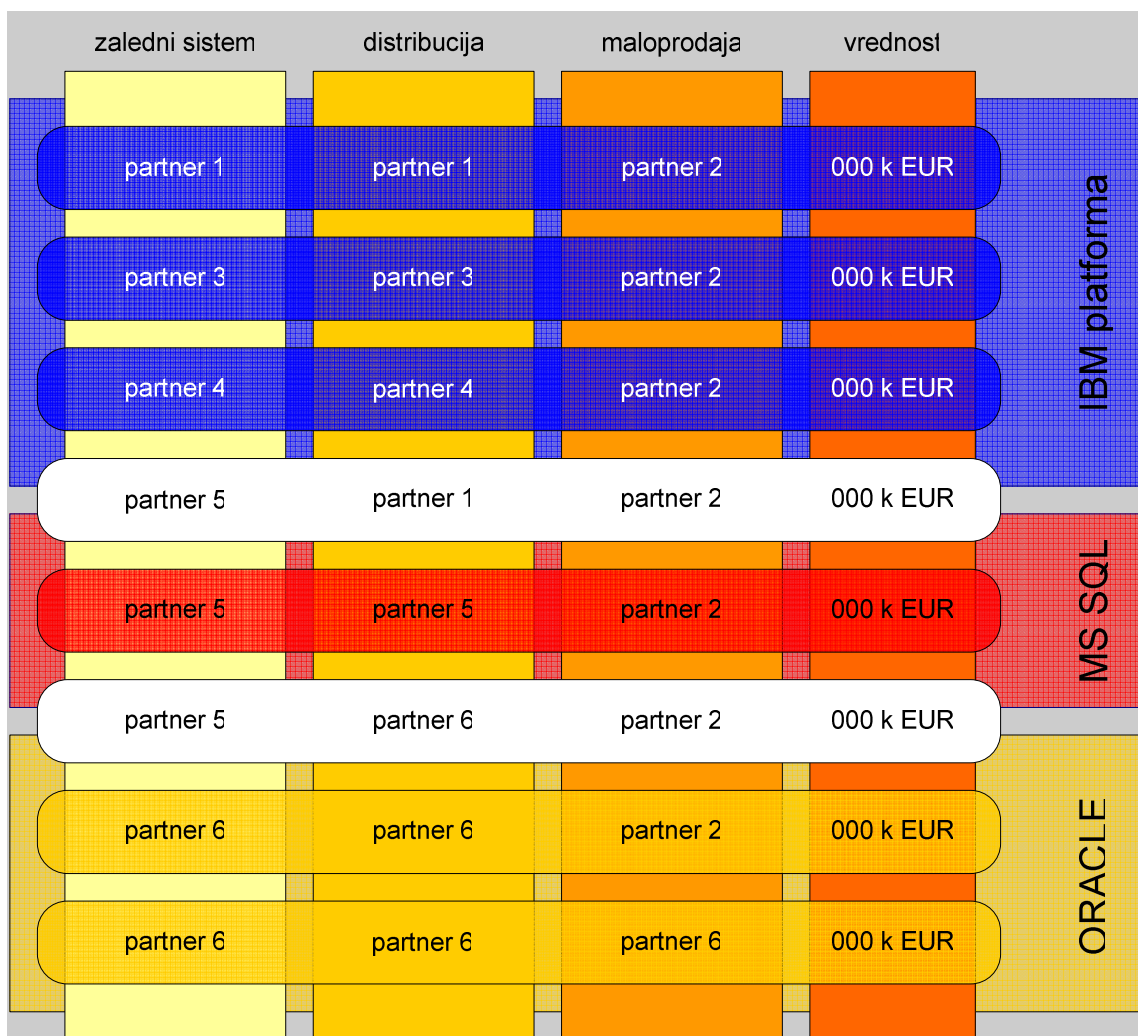 zaledni sistem distribucija maloprodaja vrednost
partner 1 partner 1 partner 2 000 k EUR
partner 3 partner 3 partner 2 000 k EUR
partner 4 partner 4 partner 2 000 k EUR
IBM platforma
partner 5 partner 1 partner 2 000 k EUR
partner 5 partner 5 partner 2 000 k EUR
MS SQL
partner 5 partner 6 partner 2 000 k EUR
partner 6 partner 6 partner 2 000 k EUR
partner 6 partner 6 partner 6 000 k EUR
ORACLE